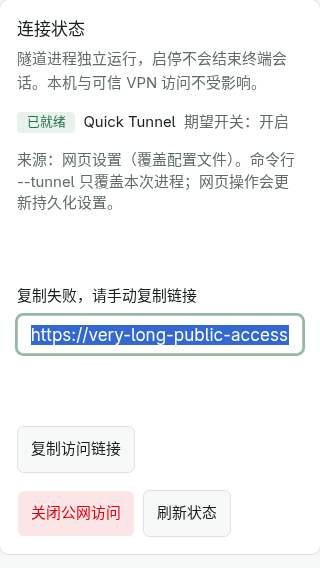 连接状态
隧道进程独立运行，启停不会结束终端会
话。本机与可信 VPN 访问不受影响。
已就绪 Quick Tunnel 期望开关：开启
来源：网页设置（覆盖配置文件）。命令行
--tunnel 只覆盖本次进程；网页操作会更
新持久化设置。
复制失败，请手动复制链接
https://very-long-public-access
复制访问链接
关闭公网访问 刷新状态